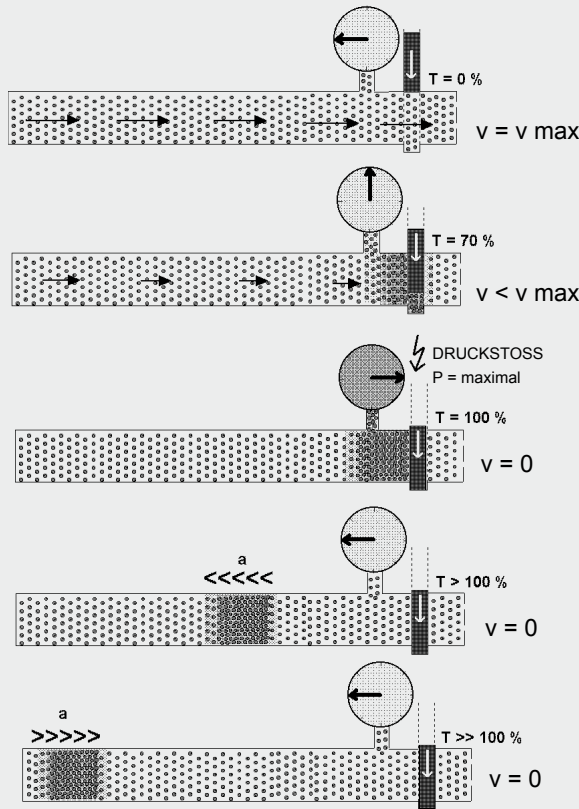 T = 0 %
v = v max
T = 70 %
v < v max
DRUCKSTOSS
P = maximal
T = 100 %
v = 0
a
<<<<<
T > 100 %
v = 0
a
>>>>>
T >> 100 %
v = 0